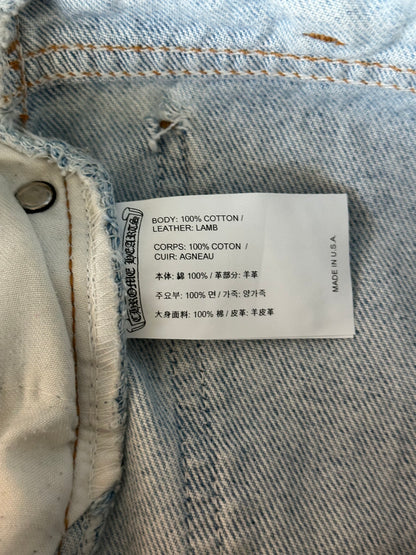 CHROME HEARTS
BODY: 100% COTTON /
LEATHER: LAMB
CORPS: 100% COTON /
CUIR: AGNEAU
本体: 綿 100% / 革部分: 羊革
주요부: 100% 면 / 가죽: 양가죽
大身面料: 100% 棉 / 皮革: 羊皮革
MADE IN U.S.A.